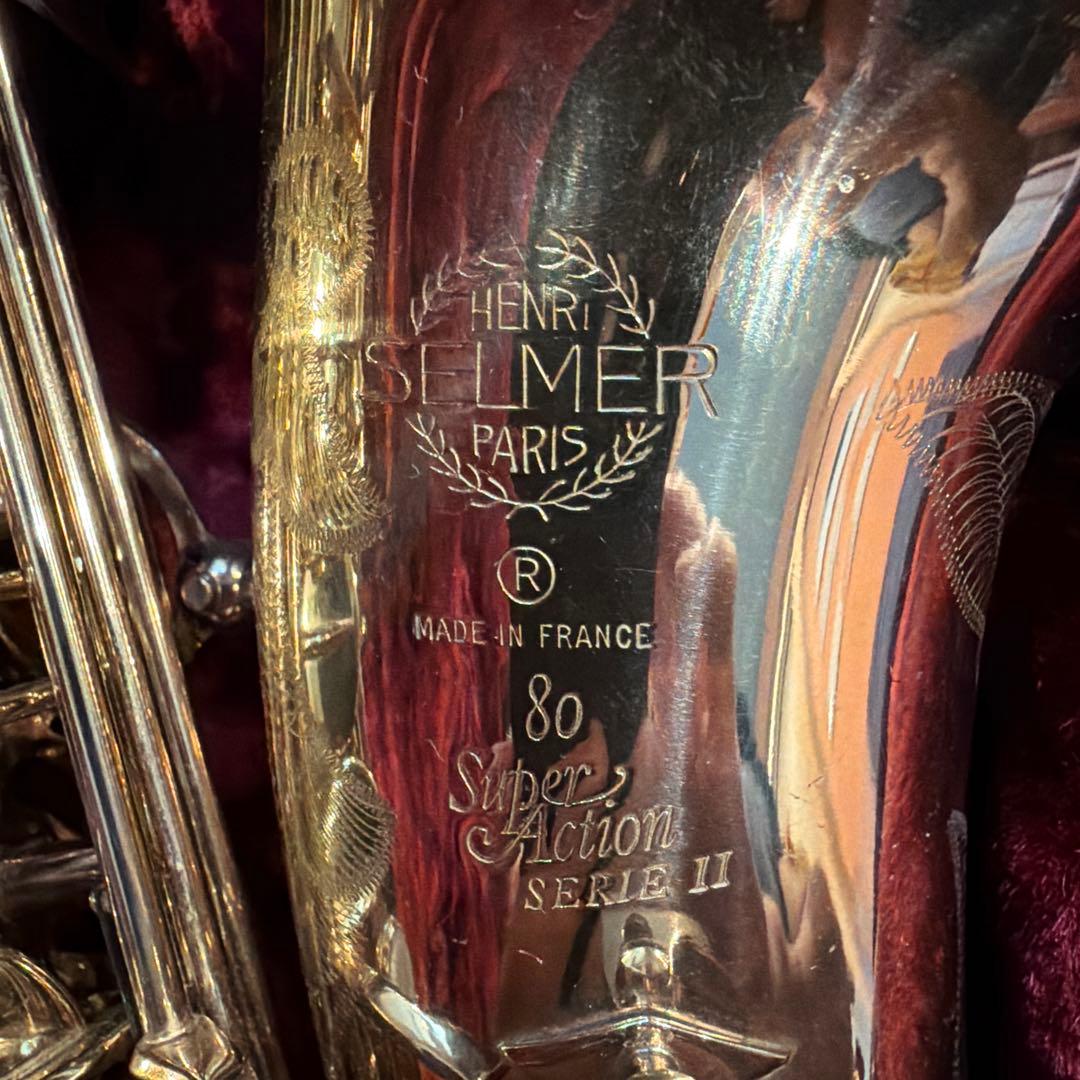 HENRI
SELMER
PARIS
®
MADE IN FRANCE
80
Super
Action
SERIE II